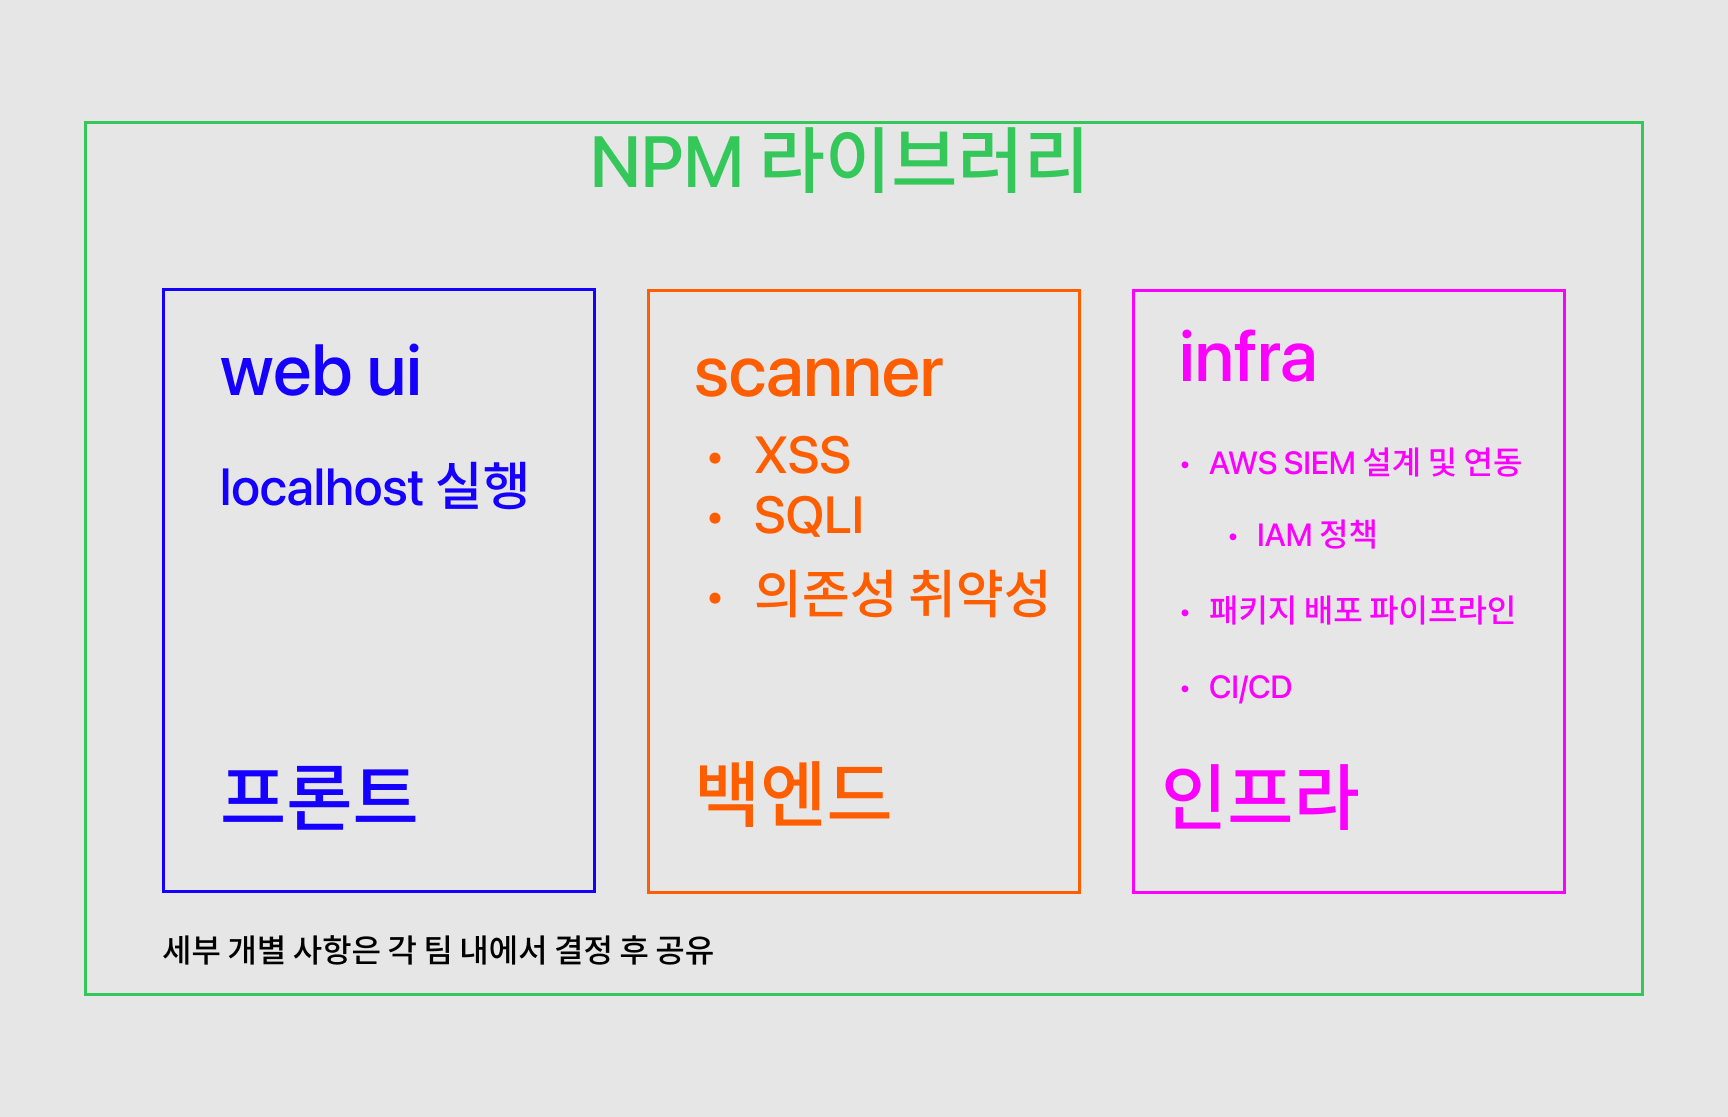 NPM 라이브러리
web ui
localhost 실행
프론트
scanner
• XSS
• SQLI
• 의존성 취약성
백엔드
infra
• AWS SIEM 설계 및 연동
• IAM 정책
• 패키지 배포 파이프라인
• CI/CD
인프라
세부 개별 사항은 각 팀 내에서 결정 후 공유